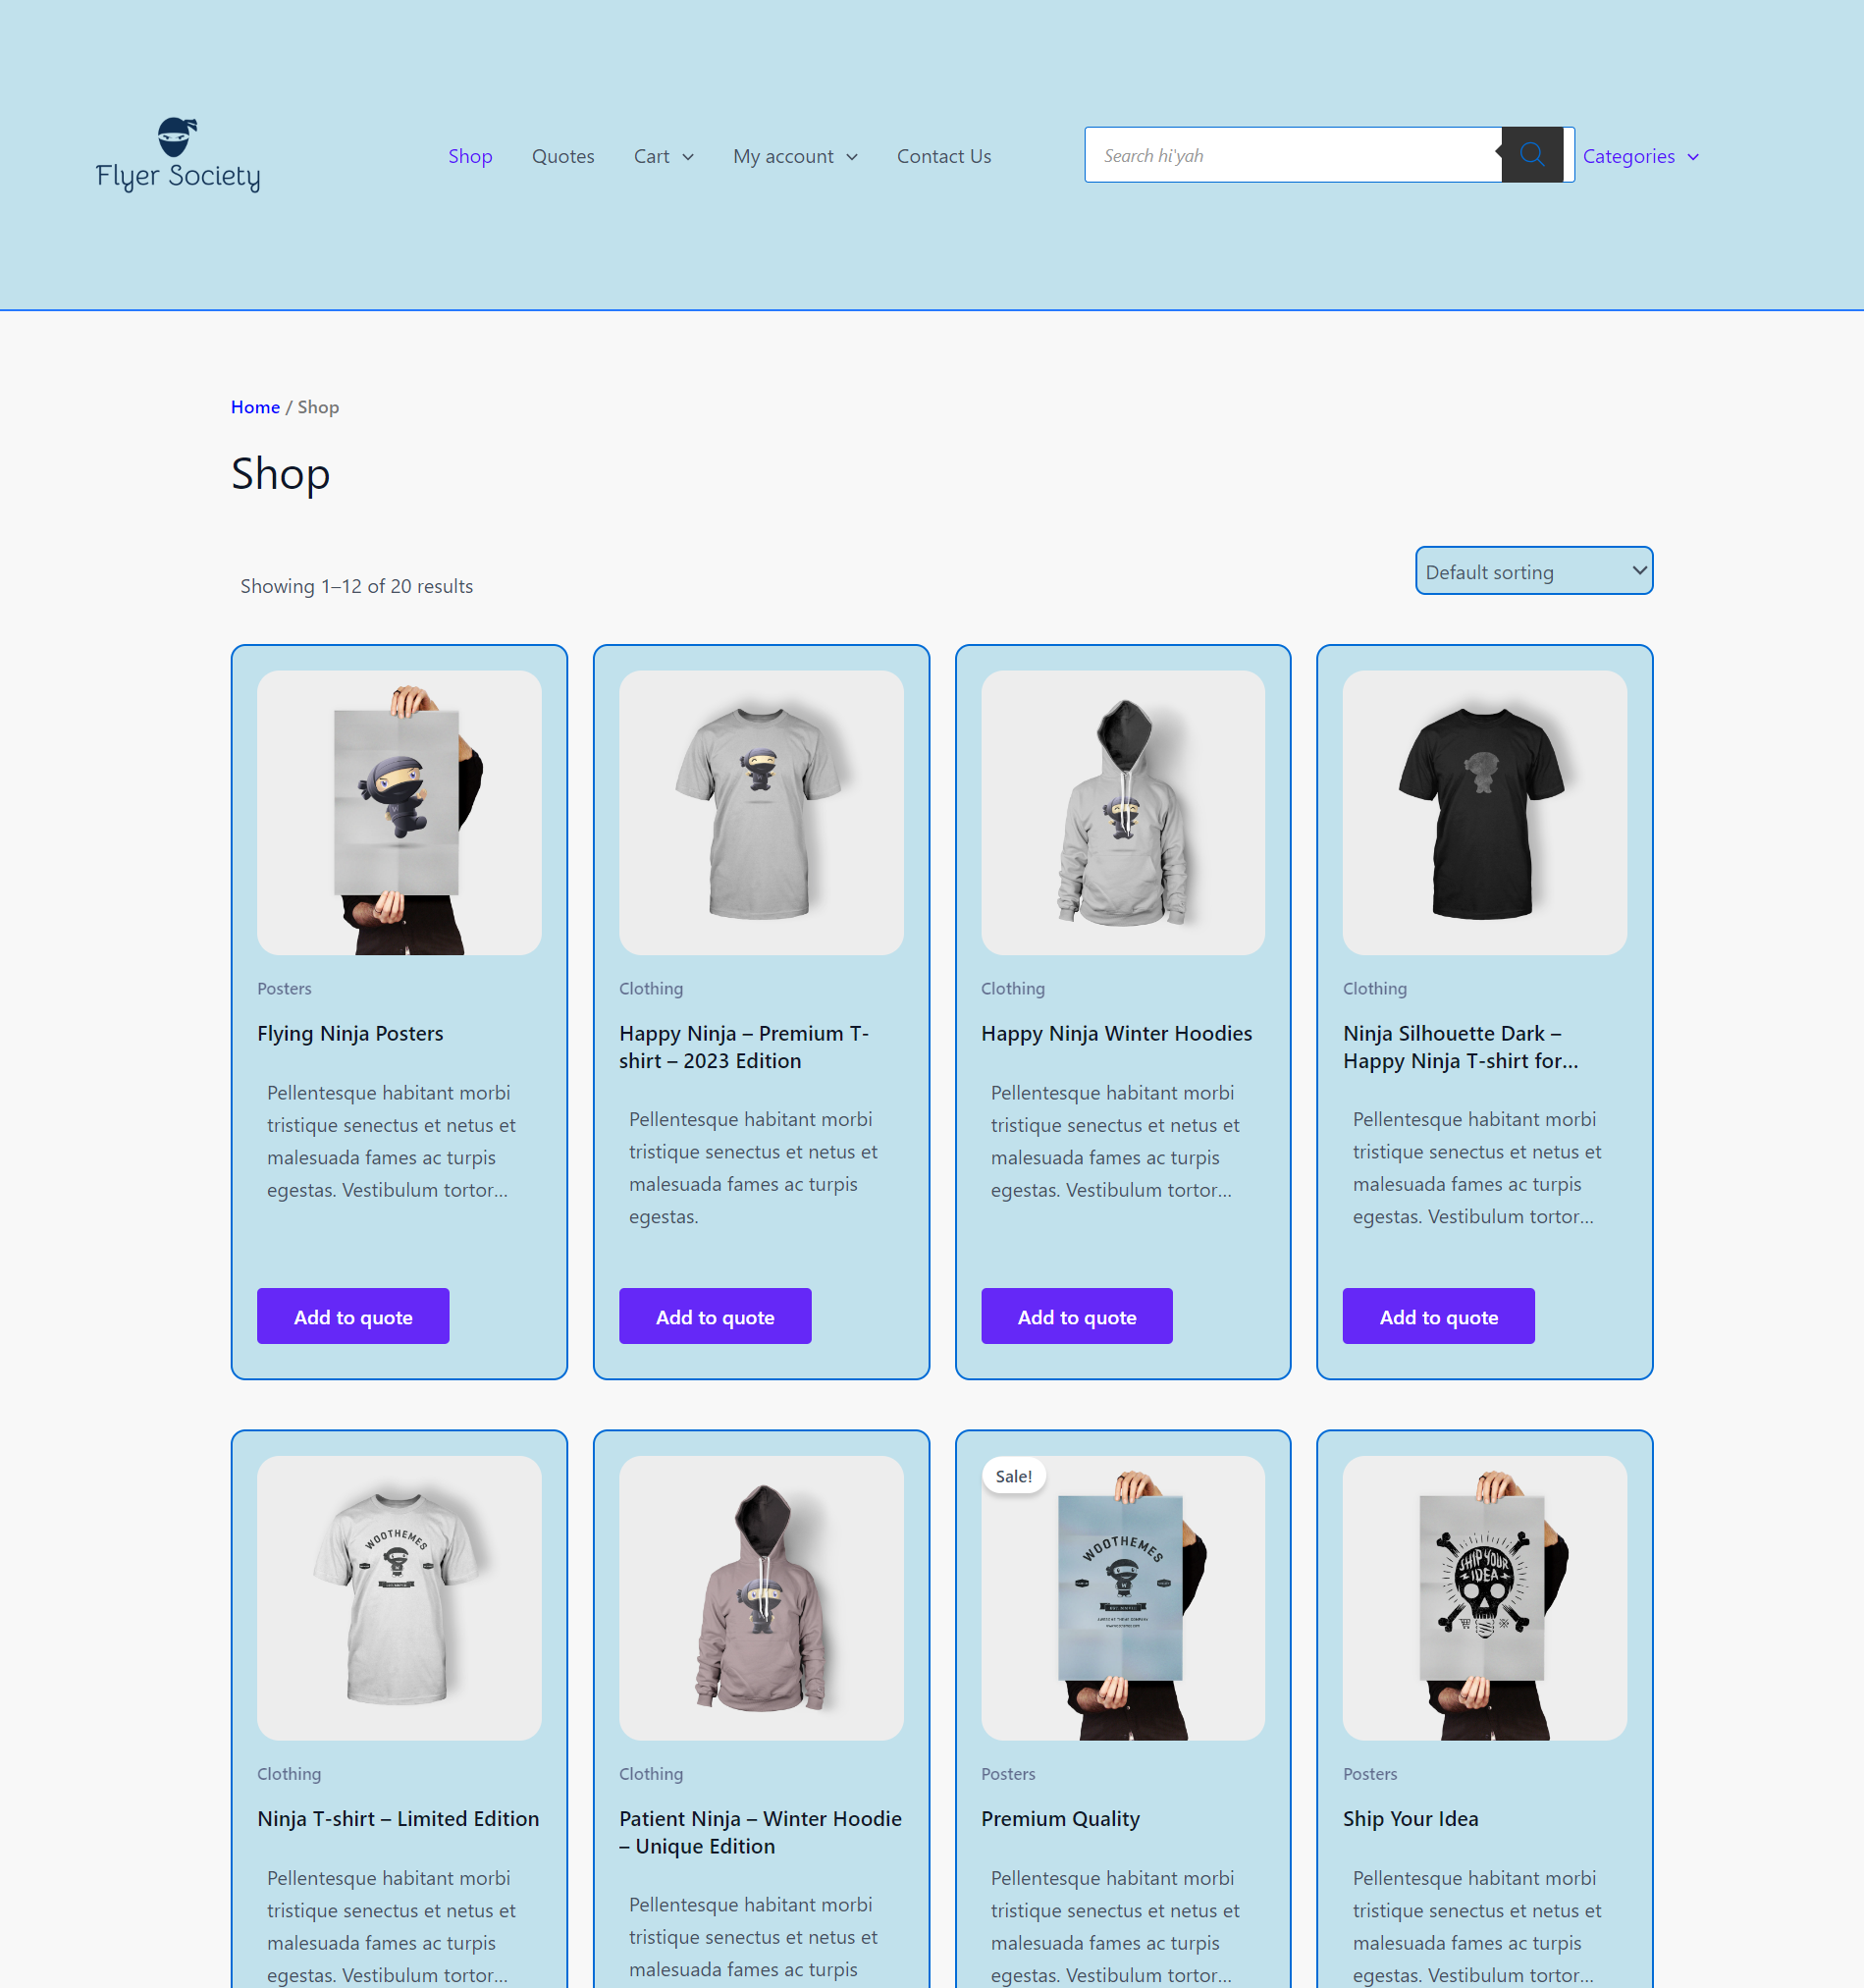 Flyer Society
Shop
Quotes
Cart
My account
Contact Us
Search hi'yah
Categories
Home / Shop
Shop
Showing 1–12 of 20 results
Default sorting
Posters
Flying Ninja Posters
Pellentesque habitant morbi
tristique senectus et netus et
malesuada fames ac turpis
egestas. Vestibulum tortor...
Add to quote
Clothing
Happy Ninja – Premium T-
shirt – 2023 Edition
Pellentesque habitant morbi
tristique senectus et netus et
malesuada fames ac turpis
egestas.
Add to quote
Clothing
Happy Ninja Winter Hoodies
Pellentesque habitant morbi
tristique senectus et netus et
malesuada fames ac turpis
egestas. Vestibulum tortor...
Add to quote
Clothing
Ninja Silhouette Dark –
Happy Ninja T-shirt for...
Pellentesque habitant morbi
tristique senectus et netus et
malesuada fames ac turpis
egestas. Vestibulum tortor...
Add to quote
WOOTHEMES
Clothing
Ninja T-shirt – Limited Edition
Pellentesque habitant morbi
tristique senectus et netus et
malesuada fames ac turpis
egestas. Vestibulum tortor...
Clothing
Patient Ninja – Winter Hoodie
– Unique Edition
Pellentesque habitant morbi
tristique senectus et netus et
malesuada fames ac turpis
Sale!
WOOTHEMES
W
Posters
Premium Quality
Pellentesque habitant morbi
tristique senectus et netus et
malesuada fames ac turpis
egestas. Vestibulum tortor...
SHIP YOUR
IDEA
Posters
Ship Your Idea
Pellentesque habitant morbi
tristique senectus et netus et
malesuada fames ac turpis
egestas. Vestibulum tortor...